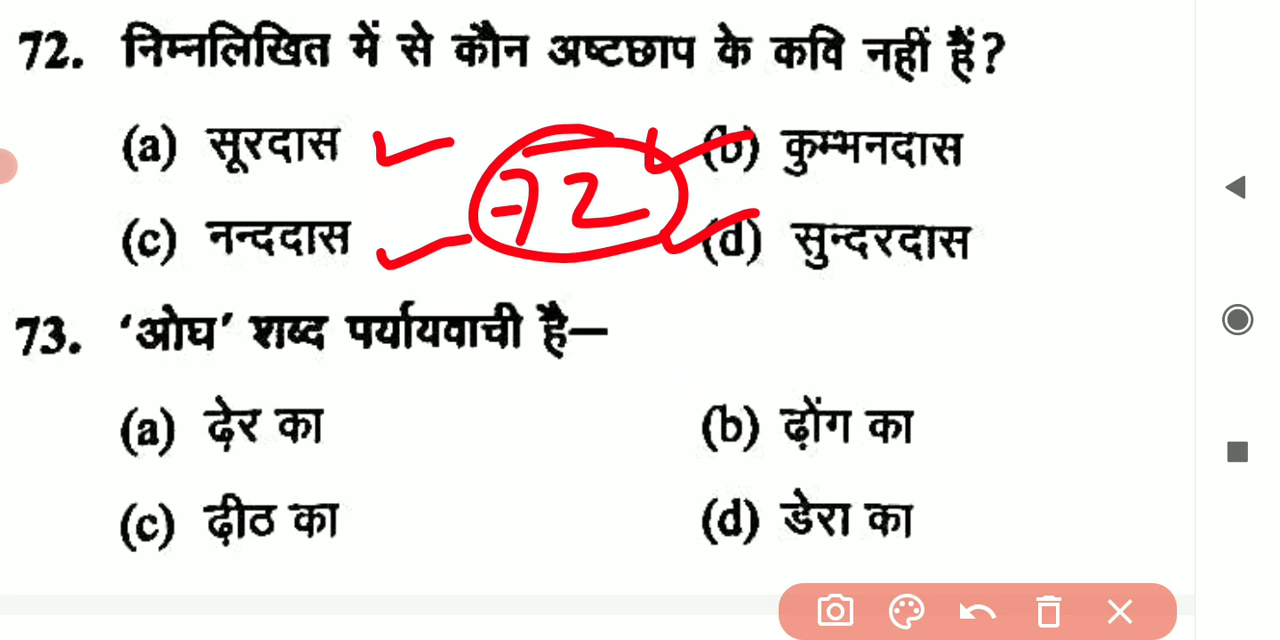 72. निम्नलिखित में से कौन अष्टछाप के कवि नहीं हैं?
(a) सूरदास (b) कुम्भनदास
72
(c) नन्ददास (d) सुन्दरदास
73. ‘ओघ’ शब्द पर्यायवाची है—
(a) ढ़ेर का (b) ढ़ोंग का
(c) ढ़ीठ का (d) डेरा का